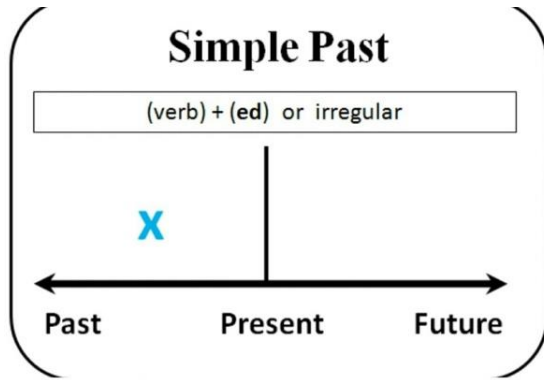 Simple Past
(verb) + (ed) or irregular
X
Past Present Future